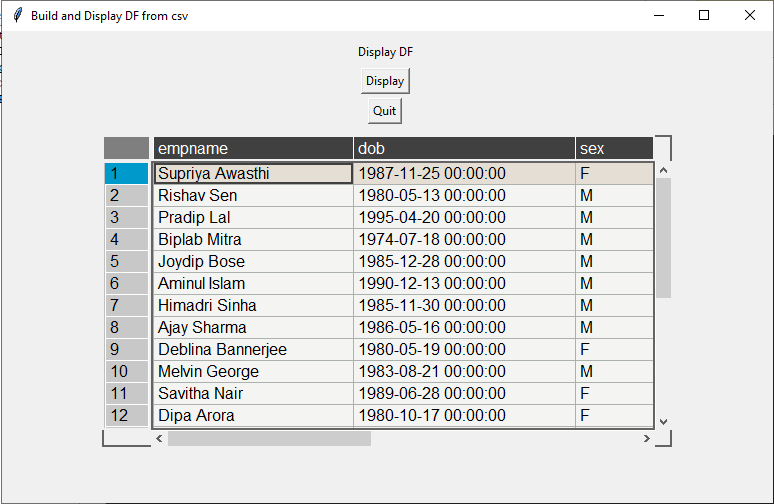 Build and Display DF from csv
Display DF
Display
Quit
empname dob sex
1 Supriya Awasthi 1987-11-25 00:00:00 F
2 Rishav Sen 1980-05-13 00:00:00 M
3 Pradip Lal 1995-04-20 00:00:00 M
4 Biplab Mitra 1974-07-18 00:00:00 M
5 Joydip Bose 1985-12-28 00:00:00 M
6 Aminul Islam 1990-12-13 00:00:00 M
7 Himadri Sinha 1985-11-30 00:00:00 M
8 Ajay Sharma 1986-05-16 00:00:00 M
9 Deblina Bannerjee 1980-05-19 00:00:00 F
10 Melvin George 1983-08-21 00:00:00 M
11 Savitha Nair 1989-06-28 00:00:00 F
12 Dipa Arora 1980-10-17 00:00:00 F